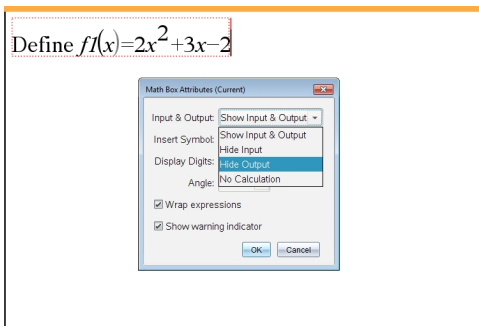 Define f1(x)=2x²+3x−2
Math Box Attributes (Current)
Input & Output: Show Input & Output
Show Input & Output
Insert Symbol:
Hide Input
Display Digits: Hide Output
Angle: No Calculation
Wrap expressions
Show warning indicator
OK Cancel